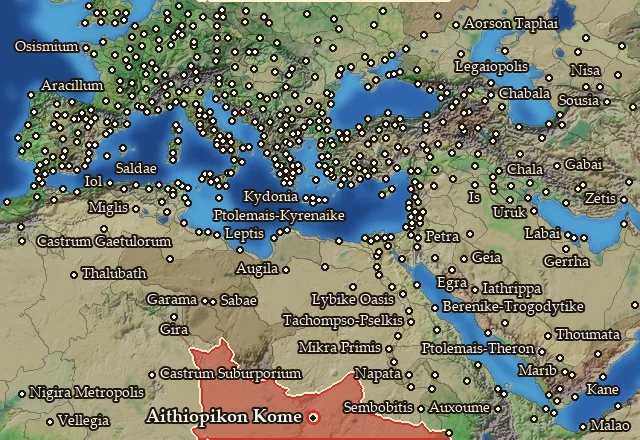 Aorson Taphai
Osismium
Legaiopolis
Nisa
Aracillum
Chabala
Sousia
Saldae
Chala
Gabai
Iol
Kydonia
Is
Zetis
Miglis
Ptolemais-Kyrenaike
Uruk
Castrum Gaetulorum
Leptis
Petra
Labai
Gerrha
Thalubath
Augila
Geia
Egra
Iathrippa
Garama
Sabae
Lybike Oasis
Berenike-Trogodytike
Gira
Tachompso-Pselkis
Thoumata
Mikra Primis
Ptolemais-Theron
Castrum Suburporium
Napata
Marib
Nigira Metropolis
Kane
Aithiopikon Kome
Sembobitis
Auxoume
Vellegia
Malao